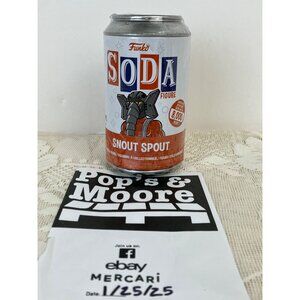 Funko
SODA
FIGURE
SNOUT SPOUT
Pop's &
Moore
Join us on:
f
ebay
MERCARI
Date: 1/25/25